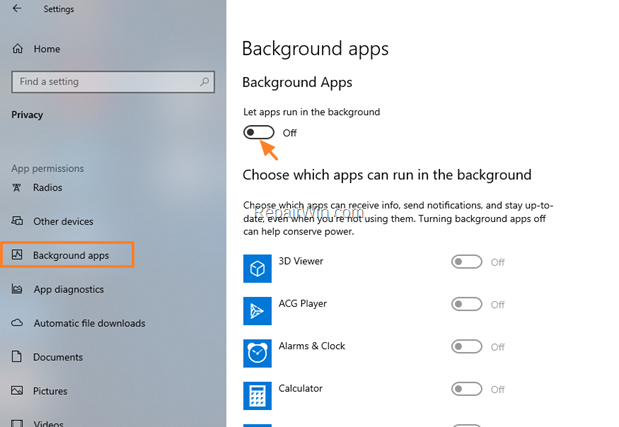 Settings
Home
Find a setting
Privacy
App permissions
Radios
Other devices
Background apps
App diagnostics
Automatic file downloads
Documents
Pictures
Videos
Background apps
Background Apps
Let apps run in the background
Off
Choose which apps can run in the background
Choose which apps can receive info, send notifications, and stay up-to-
date, even when you're not using them. Turning background apps off
can help conserve power.
RepairWin.com
3D Viewer
Off
ACG Player
Off
Alarms & Clock
Off
Calculator
Off